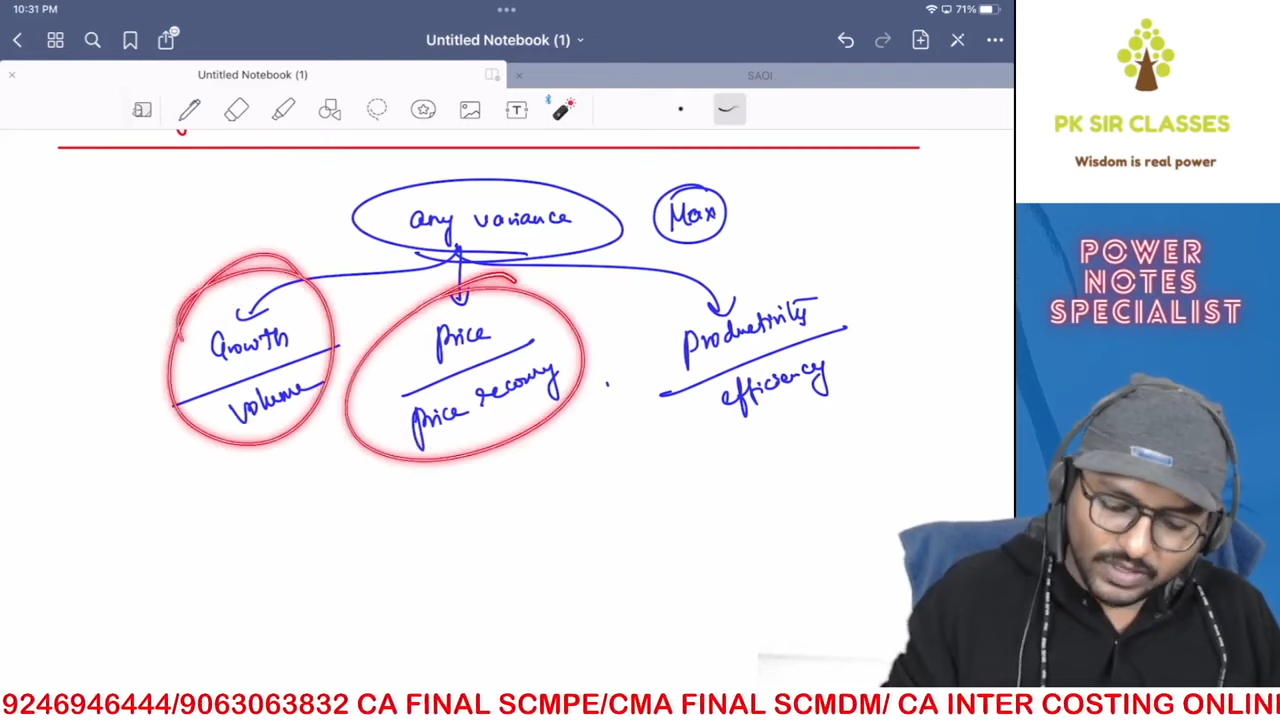 10:31 PM
71%
Untitled Notebook (1)
Untitled Notebook (1)
SAOI
T
any variance
Max
Growth
volume
price
price recovery
Productivity
efficiency
PK SIR CLASSES
Wisdom is real power
POWER
NOTES
SPECIALIST
9246946444/9063063832 CA FINAL SCMPE/CMA FINAL SCMDM/ CA INTER COSTING ONLIN